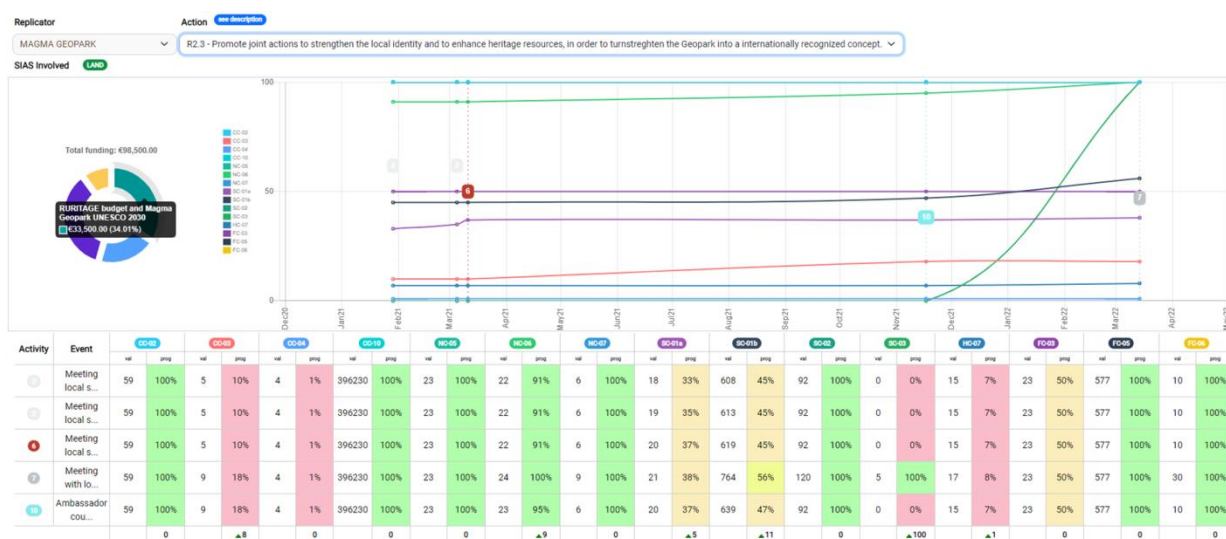 Replicator
Action see description
MAGMA GEOPARK
R2.3 - Promote joint actions to strengthen the local identity and to enhance heritage resources, in order to turnstreghten the Geopark into a internationally recognized concept.
SIAS Involved LAND
Total funding: €98,500.00
RURITAGE budget and Magma
Geopark UNESCO 2030
€33,500.00 (34.01%)
CC-02
CC-03
CC-04
CC-10
NC-05
NC-06
NC-07
SC-01a
SC-01b
SC-02
SC-03
HC-07
FC-03
FC-05
FC-06
100
50
0
6
10
7
Dec20
Jan21
Feb21
Mar21
Apr21
May21
Jun21
Jul21
Aug21
Sep21
Oct21
Nov21
Dec21
Jan22
Feb22
Mar22
Apr22
Activity Event CC-02 CC-03 CC-04 CC-10 NC-05 NC-06 NC-07 SC-01a SC-01b SC-02 SC-03 HC-07 FC-03 FC-05 FC-06
val prog val prog val prog val prog val prog val prog val prog val prog val prog val prog val prog val prog val prog val prog val prog
Meeting local s... 59 100% 5 10% 4 1% 396230 100% 23 100% 22 91% 6 100% 18 33% 608 45% 92 100% 0 0% 15 7% 23 50% 577 100% 10 100%
Meeting local s... 59 100% 5 10% 4 1% 396230 100% 23 100% 22 91% 6 100% 19 35% 613 45% 92 100% 0 0% 15 7% 23 50% 577 100% 10 100%
6 Meeting local s... 59 100% 5 10% 4 1% 396230 100% 23 100% 22 91% 6 100% 20 37% 619 45% 92 100% 0 0% 15 7% 23 50% 577 100% 10 100%
7 Meeting with lo... 59 100% 9 18% 4 1% 396230 100% 23 100% 24 100% 9 100% 21 38% 764 56% 120 100% 5 100% 17 8% 23 50% 577 100% 30 100%
10 Ambassador cou... 59 100% 9 18% 4 1% 396230 100% 23 100% 23 95% 6 100% 20 37% 639 47% 92 100% 0 0% 15 7% 23 50% 577 100% 10 100%
0 ▲8 0 0 0 ▲9 0 ▲5 ▲11 0 ▲100 ▲1 0 0 0